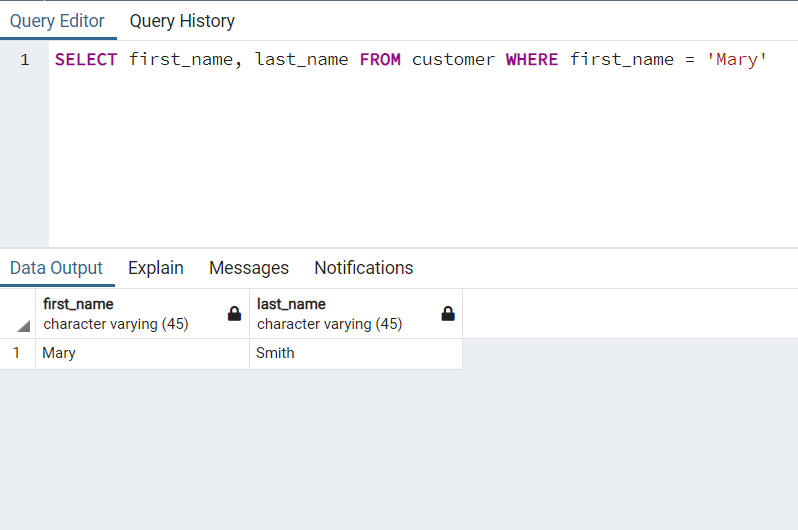 Query Editor Query History
1 SELECT first_name, last_name FROM customer WHERE first_name = 'Mary'
Data Output Explain Messages Notifications
first_name last_name
character varying (45) character varying (45)
1 Mary Smith